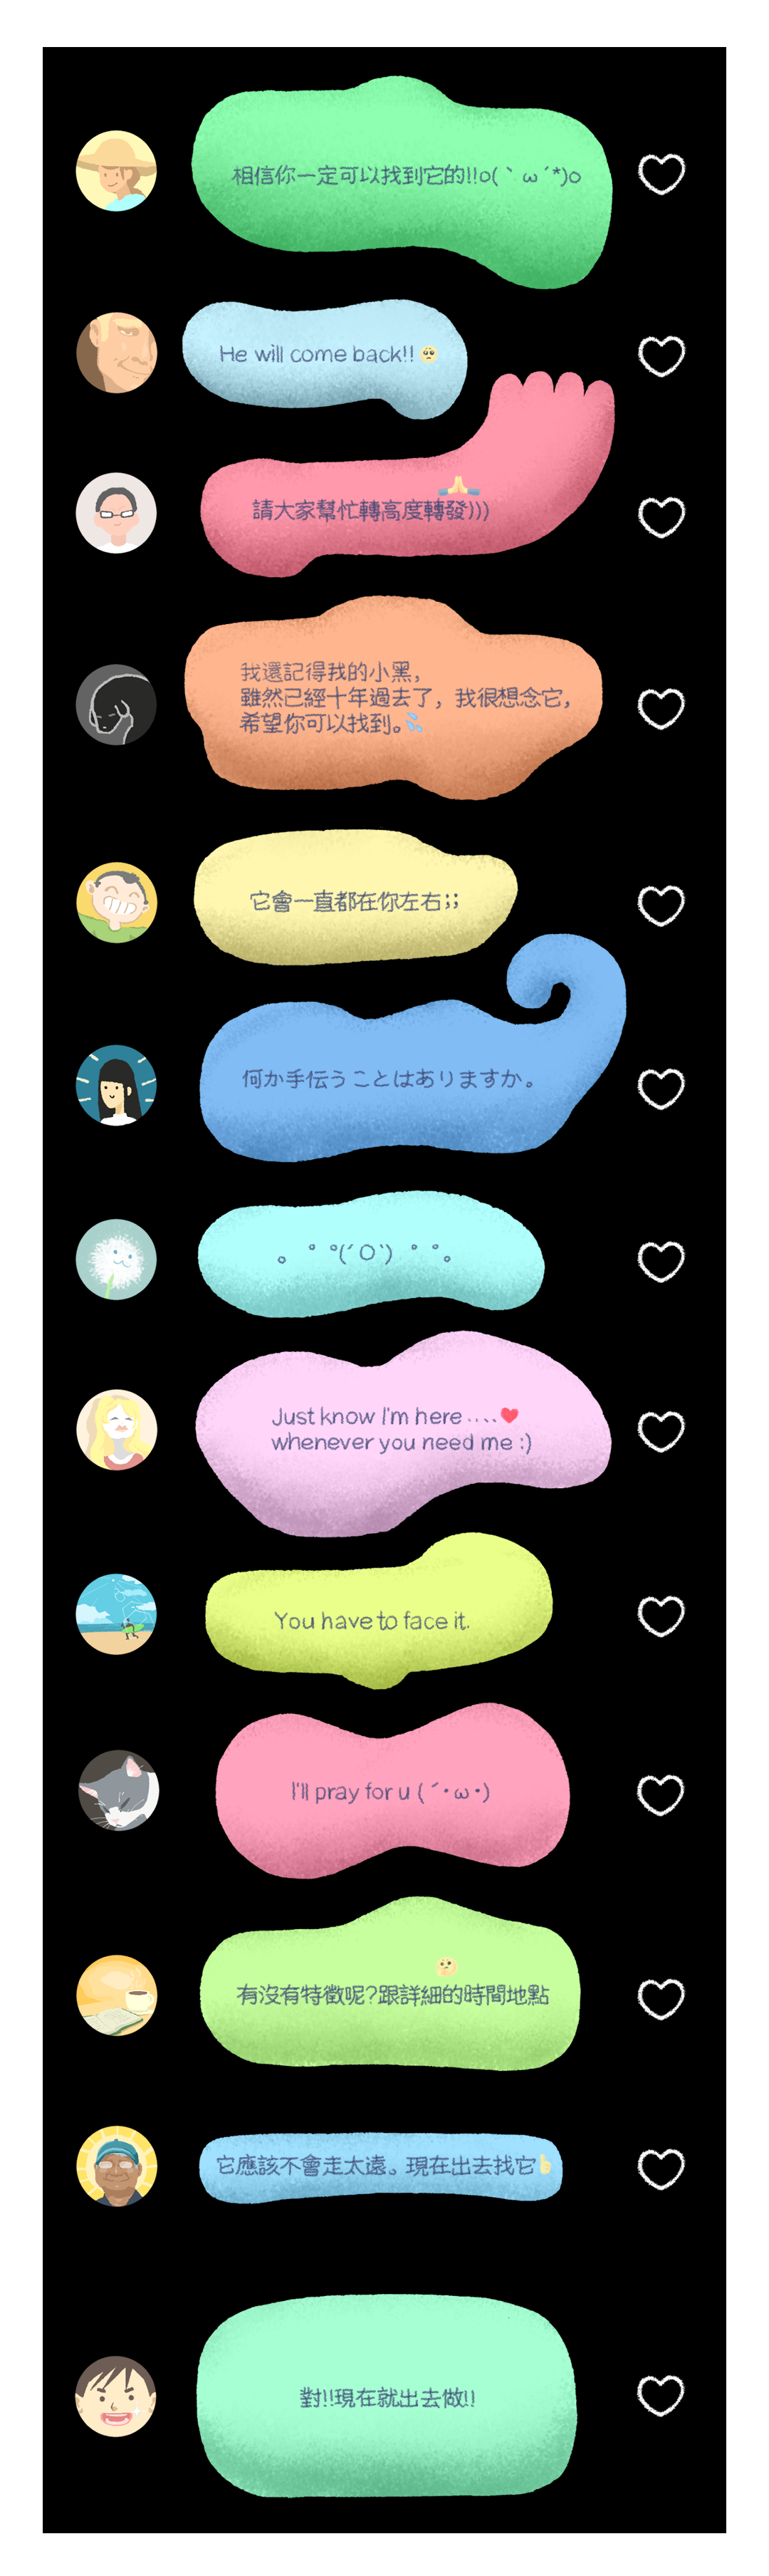 相信你一定可以找到它的!!o(｀ω´*)o
He will come back!! 🥺
請大家幫忙轉高度轉發)))🙏
我還記得我的小黑，
雖然已經十年過去了，我很想念它，
希望你可以找到。💦
它會一直都在你左右;;
何か手伝うことはありますか。
。゜°(´○`)゜°。
Just know I'm here ....❤️
whenever you need me :)
You have to face it.
I'll pray for u (´･ω･)
有沒有特徵呢?跟詳細的時間地點🤔
它應該不會走太遠。現在出去找它👆
對!!現在就出去做!!